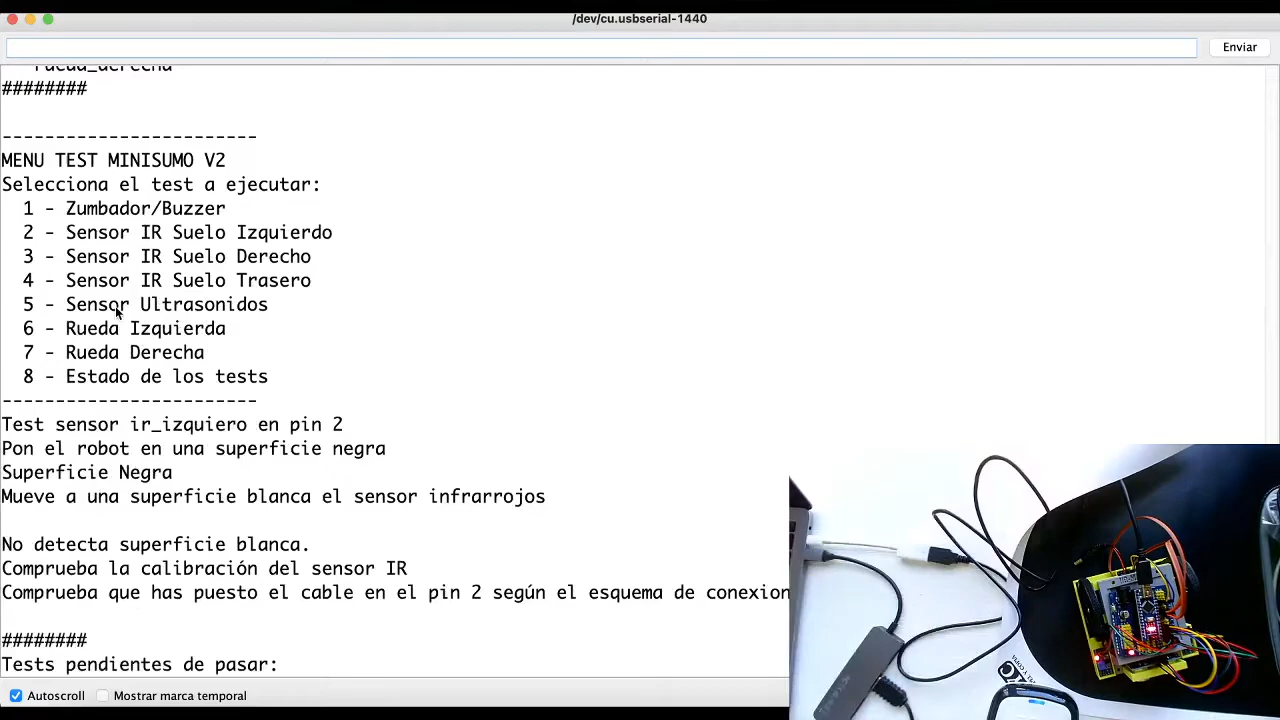 /dev/cu.usbserial-1440
Enviar
rueda_derecha
########
------------------------
MENU TEST MINISUMO V2
Selecciona el test a ejecutar:
1 - Zumbador/Buzzer
2 - Sensor IR Suelo Izquierdo
3 - Sensor IR Suelo Derecho
4 - Sensor IR Suelo Trasero
5 - Sensor Ultrasonidos
6 - Rueda Izquierda
7 - Rueda Derecha
8 - Estado de los tests
------------------------
Test sensor ir_izquiero en pin 2
Pon el robot en una superficie negra
Superficie Negra
Mueve a una superficie blanca el sensor infrarrojos
No detecta superficie blanca.
Comprueba la calibración del sensor IR
Comprueba que has puesto el cable en el pin 2 según el esquema de conexion
########
Tests pendientes de pasar:
Autoscroll
Mostrar marca temporal